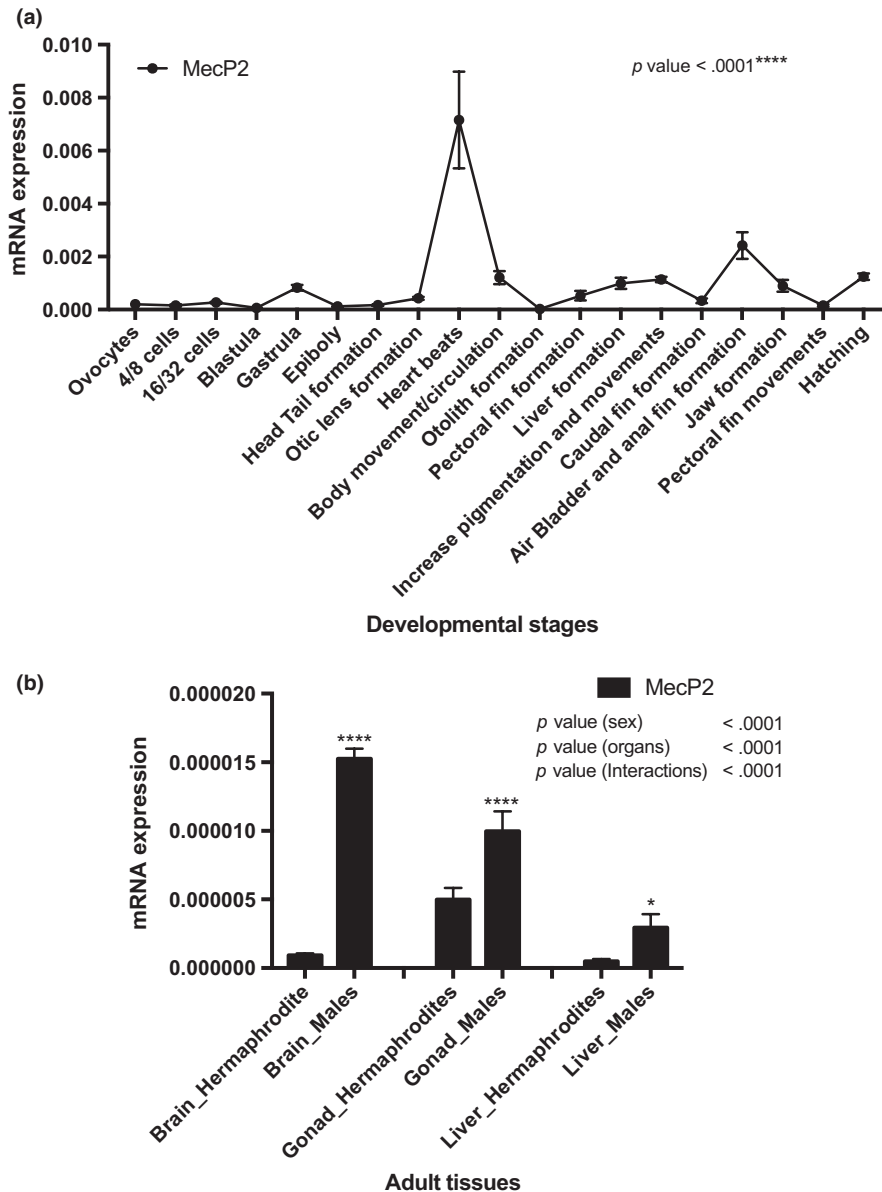 (a)
0.010
0.008
0.006
0.004
0.002
0.000
mRNA expression
MecP2
p value < .0001****
Ovocytes
4/8 cells
16/32 cells
Blastula
Gastrula
Epiboly
Head Tail formation
Otic lens formation
Heart beats
Body movement/circulation
Otolith formation
Pectoral fin formation
Liver formation
Increase pigmentation and movements
Caudal fin formation
Air Bladder and anal fin formation
Jaw formation
Pectoral fin movements
Hatching
Developmental stages
(b)
0.000020
0.000015
0.000010
0.000005
0.000000
mRNA expression
MecP2
p value (sex) < .0001
p value (organs) < .0001
p value (Interactions) < .0001
****
****
*
Brain_Hermaphrodite
Brain_Males
Gonad_Hermaphrodites
Gonad_Males
Liver_Hermaphrodites
Liver_Males
Adult tissues